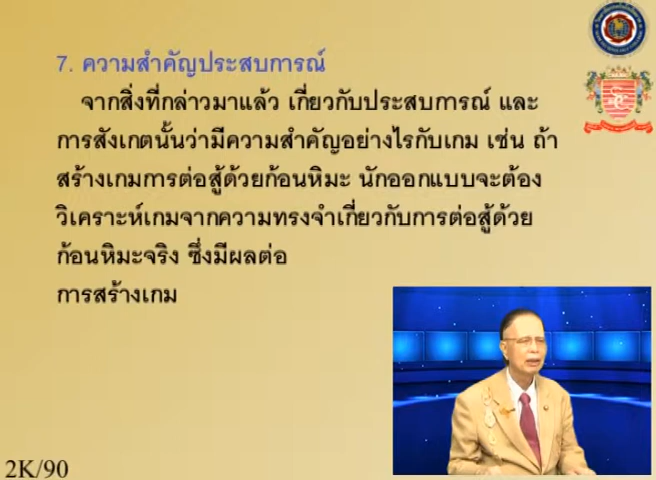 7. ความสำคัญประสบการณ์
จากสิ่งที่กล่าวมาแล้ว เกี่ยวกับประสบการณ์ และ
การสังเกตนั้นว่ามีความสำคัญอย่างไรกับเกม เช่น ถ้า
สร้างเกมการต่อสู้ด้วยก้อนหิมะ นักออกแบบจะต้อง
วิเคราะห์เกมจากความทรงจำเกี่ยวกับการต่อสู้ด้วย
ก้อนหิมะจริง ซึ่งมีผลต่อ
การสร้างเกม
2K/90